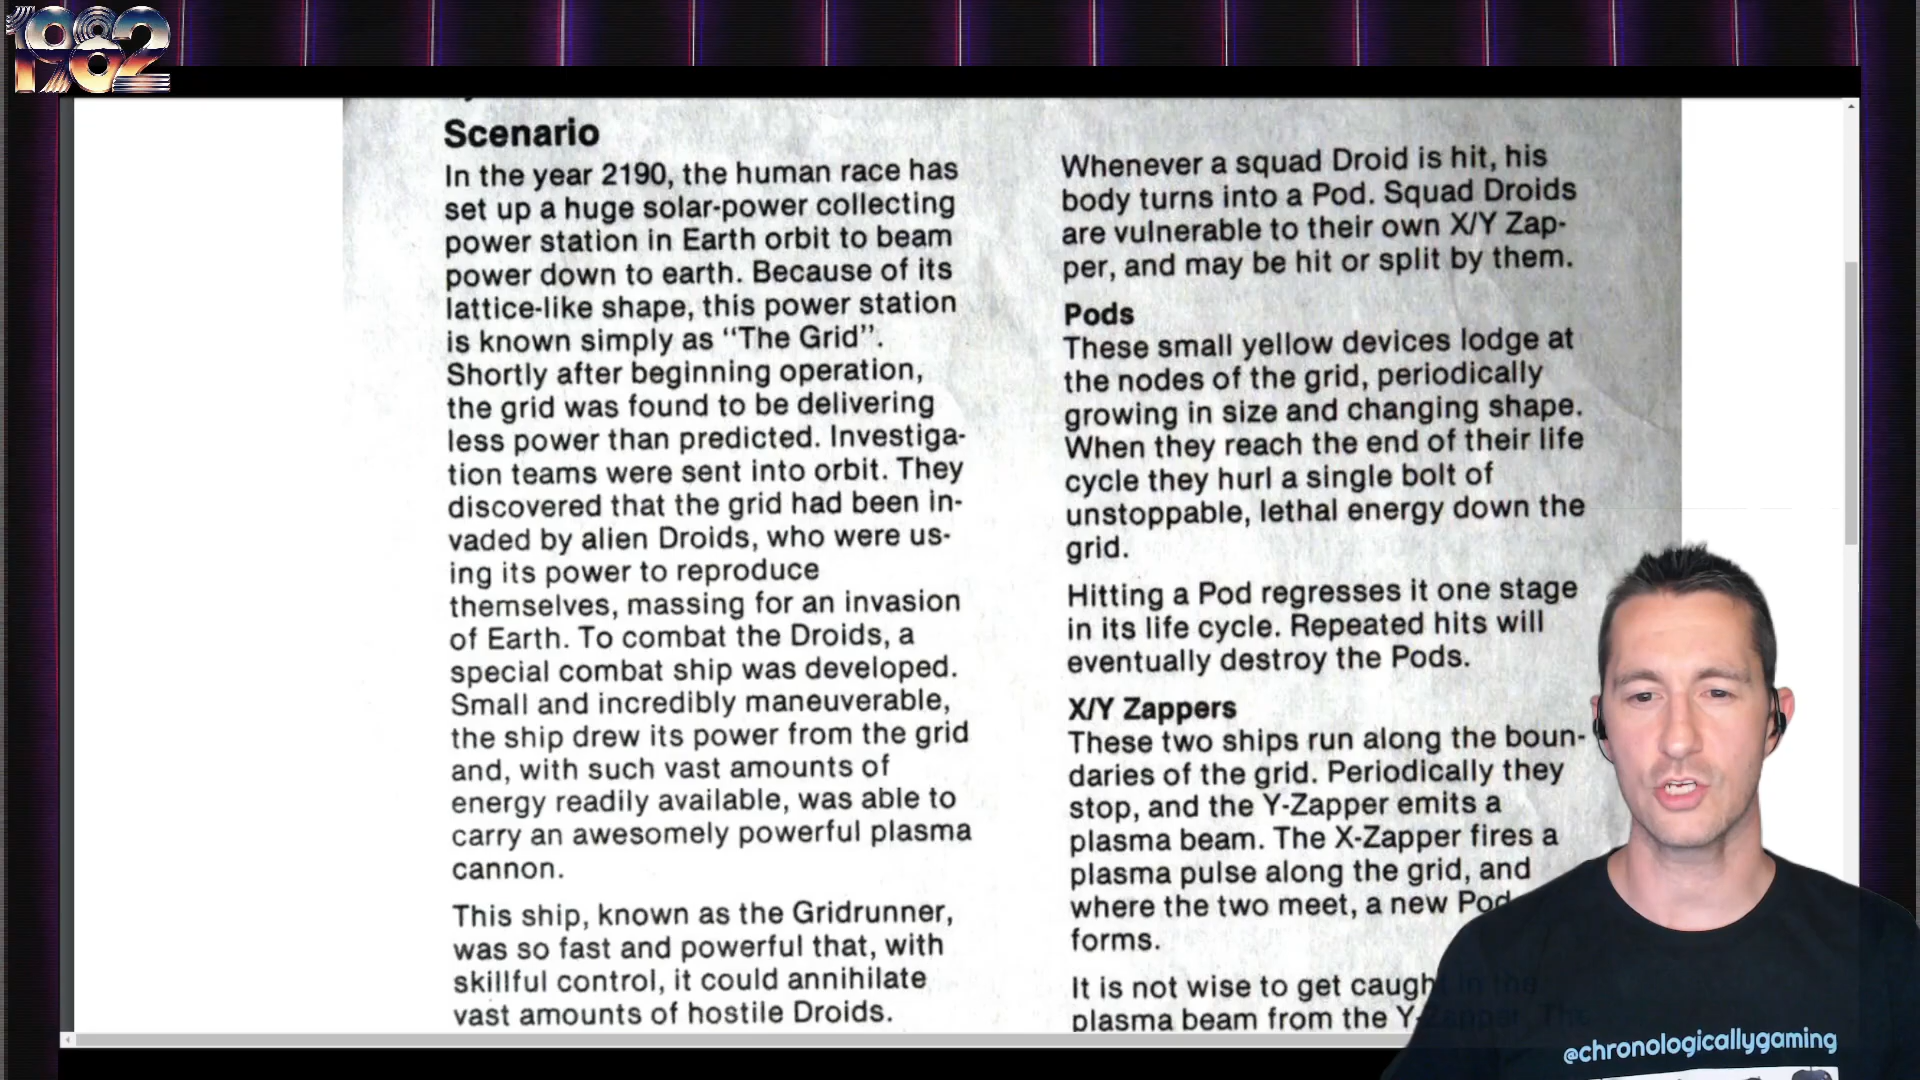 1982
Scenario
In the year 2190, the human race has
set up a huge solar-power collecting
power station in Earth orbit to beam
power down to earth. Because of its
lattice-like shape, this power station
is known simply as “The Grid”.
Shortly after beginning operation,
the grid was found to be delivering
less power than predicted. Investiga-
tion teams were sent into orbit. They
discovered that the grid had been in-
vaded by alien Droids, who were us-
ing its power to reproduce
themselves, massing for an invasion
of Earth. To combat the Droids, a
special combat ship was developed.
Small and incredibly maneuverable,
the ship drew its power from the grid
and, with such vast amounts of
energy readily available, was able to
carry an awesomely powerful plasma
cannon.
This ship, known as the Gridrunner,
was so fast and powerful that, with
skillful control, it could annihilate
vast amounts of hostile Droids.
Whenever a squad Droid is hit, his
body turns into a Pod. Squad Droids
are vulnerable to their own X/Y Zap-
per, and may be hit or split by them.
Pods
These small yellow devices lodge at
the nodes of the grid, periodically
growing in size and changing shape.
When they reach the end of their life
cycle they hurl a single bolt of
unstoppable, lethal energy down the
grid.
Hitting a Pod regresses it one stage
in its life cycle. Repeated hits will
eventually destroy the Pods.
X/Y Zappers
These two ships run along the boun-
daries of the grid. Periodically they
stop, and the Y-Zapper emits a
plasma beam. The X-Zapper fires a
plasma pulse along the grid, and
where the two meet, a new Pod
forms.
It is not wise to get caught in the
plasma beam from the Y-Zapper. The
@chronologicallygaming